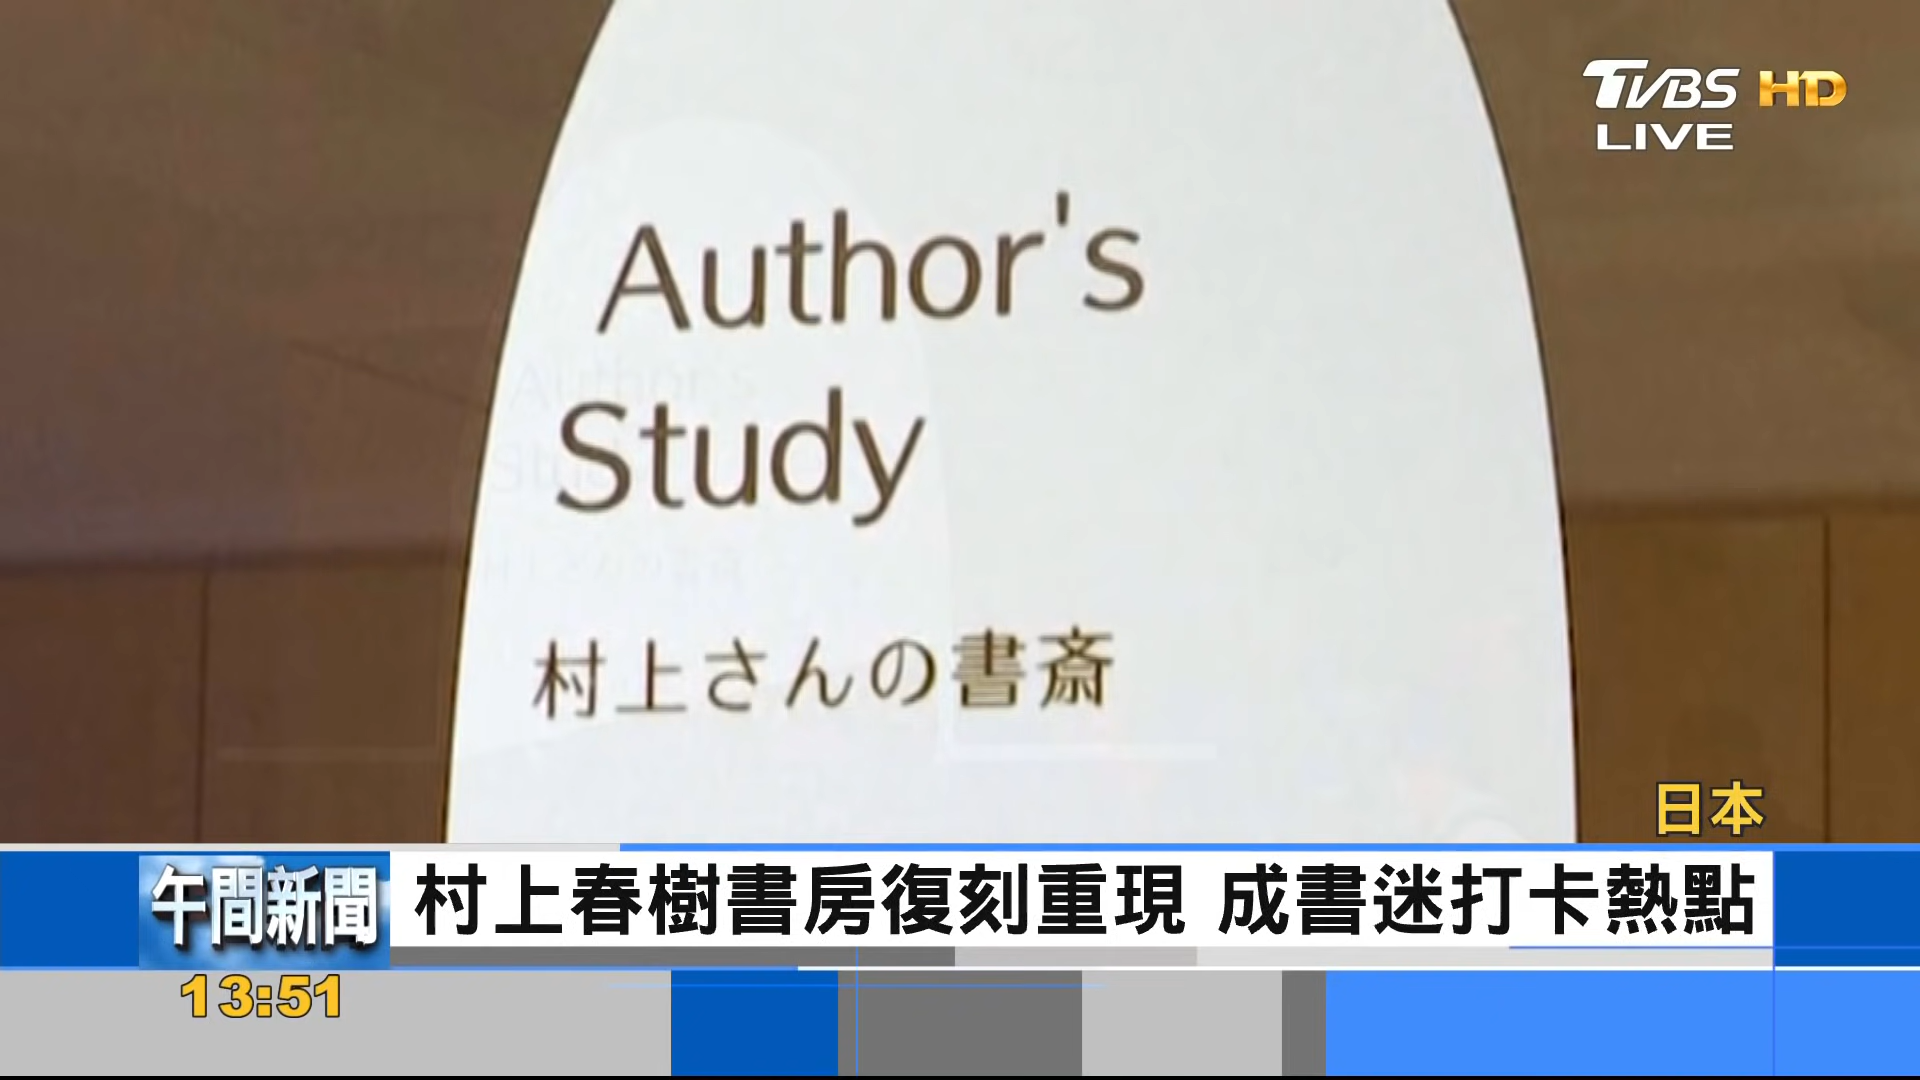 TVBS HD
LIVE
Author's
Study
村上さんの書斎
日本
午間新聞
村上春樹書房復刻重現 成書迷打卡熱點
13:51